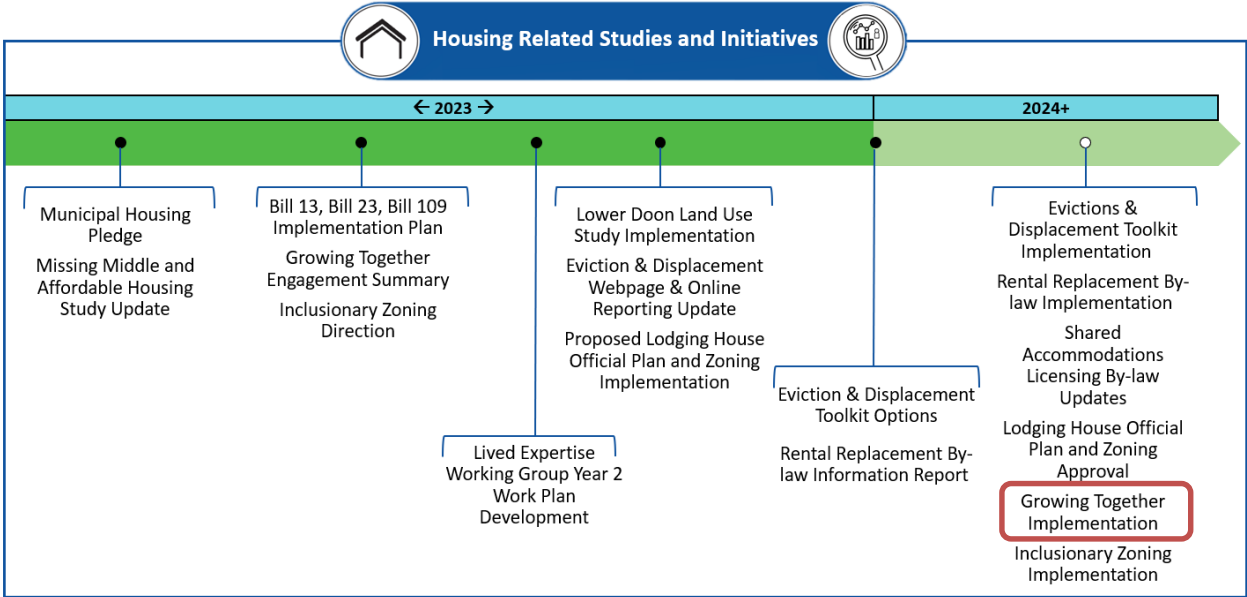 Housing Related Studies and Initiatives
← 2023 →
2024+
Municipal Housing
Pledge
Missing Middle and
Affordable Housing
Study Update
Bill 13, Bill 23, Bill 109
Implementation Plan
Growing Together
Engagement Summary
Inclusionary Zoning
Direction
Lived Expertise
Working Group Year 2
Work Plan
Development
Lower Doon Land Use
Study Implementation
Eviction & Displacement
Webpage & Online
Reporting Update
Proposed Lodging House
Official Plan and Zoning
Implementation
Eviction & Displacement
Toolkit Options
Rental Replacement By-
law Information Report
Evictions &
Displacement Toolkit
Implementation
Rental Replacement By-
law Implementation
Shared
Accommodations
Licensing By-law
Updates
Lodging House Official
Plan and Zoning
Approval
Growing Together
Implementation
Inclusionary Zoning
Implementation